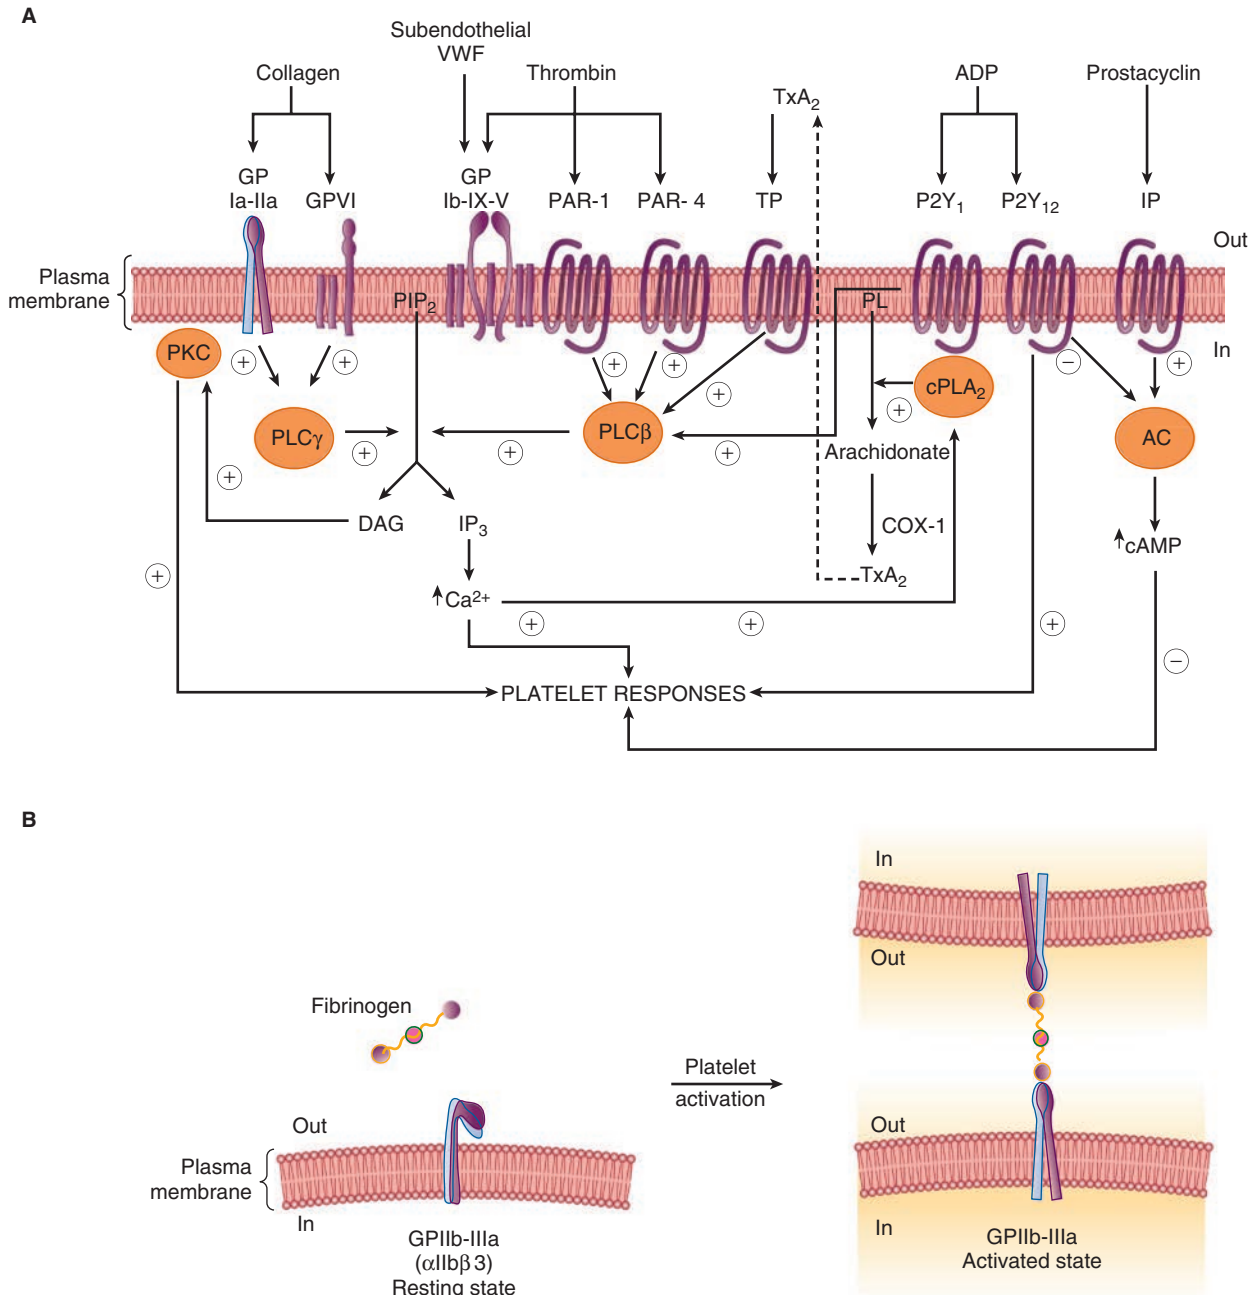 A
Subendothelial
VWF
Collagen
Thrombin
TxA2
ADP
Prostacyclin
GP
Ia-IIa
GPVI
GP
Ib-IX-V
PAR-1
PAR- 4
TP
P2Y1
P2Y12
IP
Out
Plasma
membrane
PIP2
PL
In
PKC
+
+
+
+
+
−
+
cPLA2
+
PLCγ
+
+
PLCβ
+
AC
Arachidonate
+
DAG
IP3
COX-1
cAMP
+
TxA2
Ca2+
+
+
+
−
PLATELET RESPONSES
B
In
Out
Fibrinogen
Platelet
activation
Out
Out
Plasma
membrane
In
In
GPIIb-IIIa
(αIIbβ 3)
Resting state
GPIIb-IIIa
Activated state